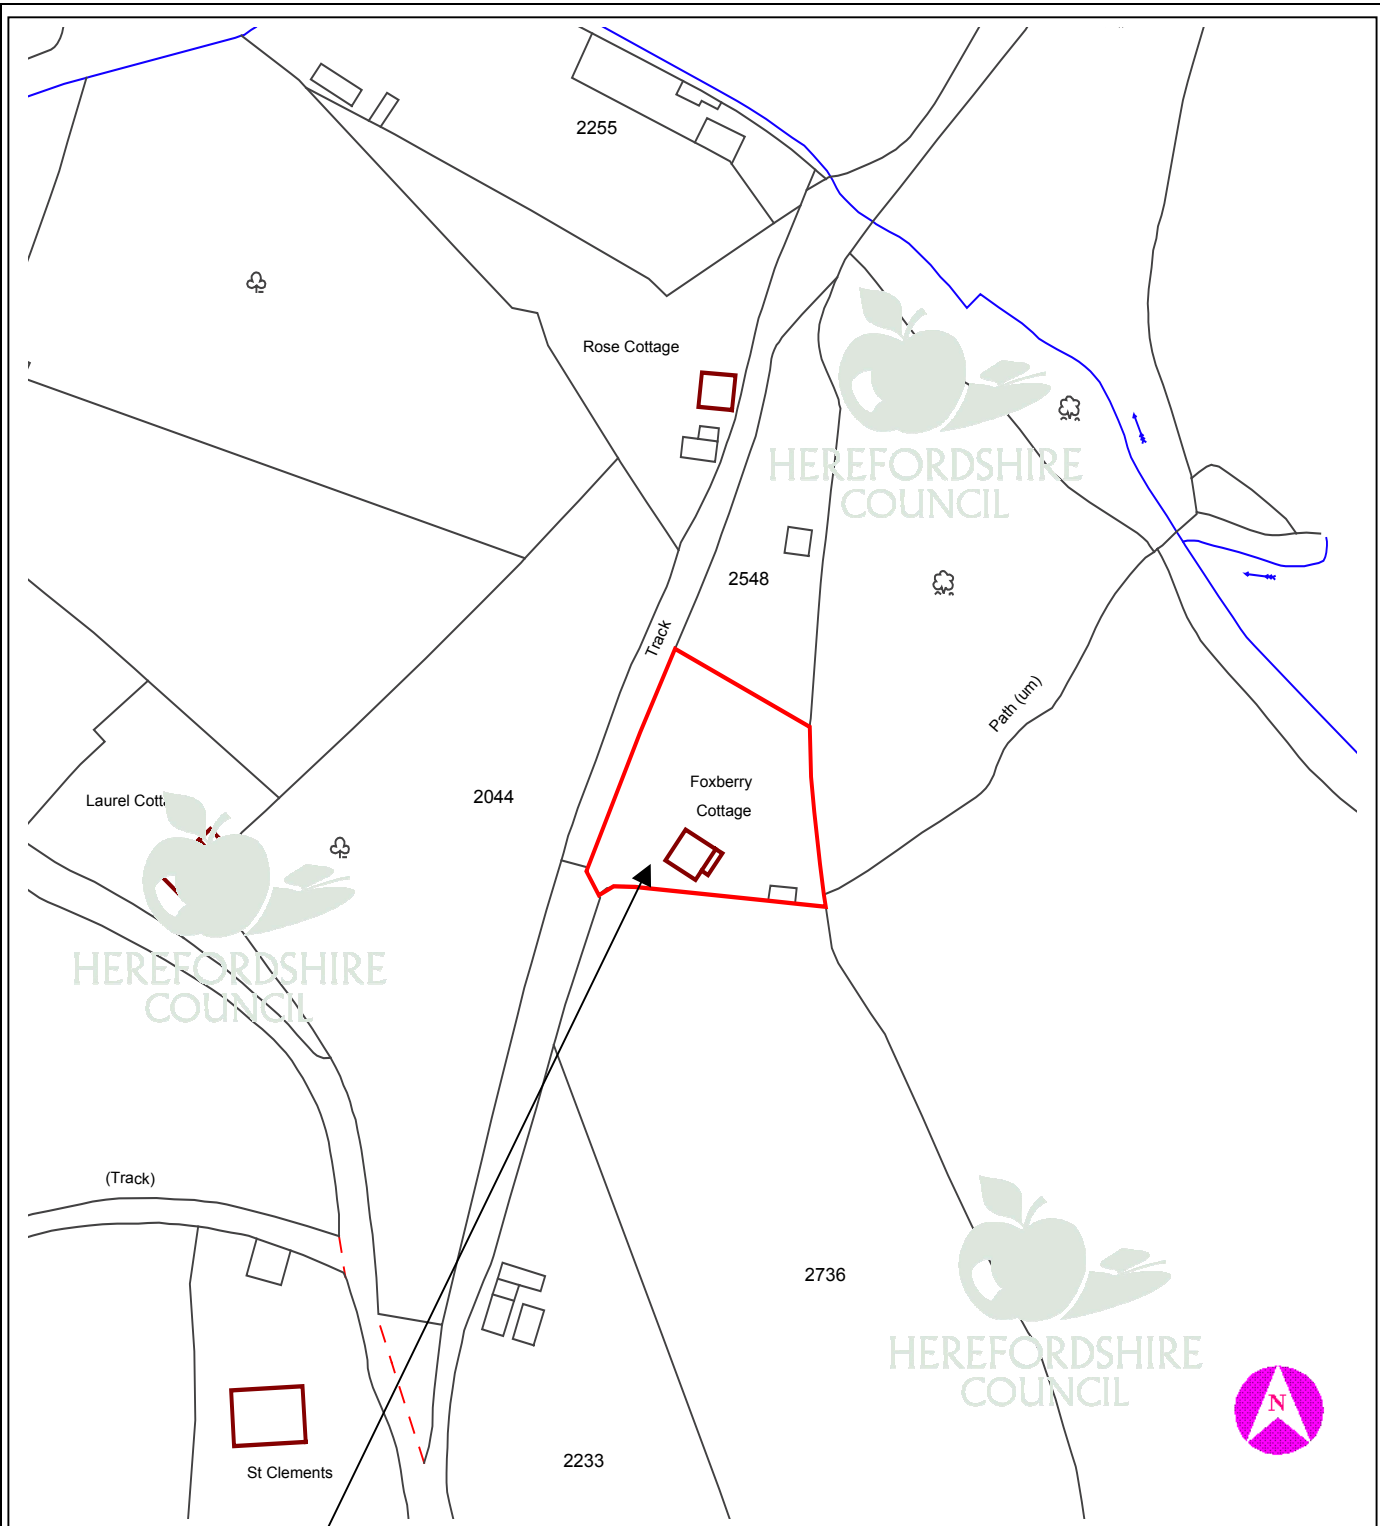 2255
Rose Cottage
HEREFORDSHIRE
COUNCIL
2548
Track
Path (um)
Foxberry
Cottage
2044
Laurel
HEREFORDSHIRE
COUNCIL
(Track)
2736
HEREFORDSHIRE
COUNCIL
N
2233
St Clements